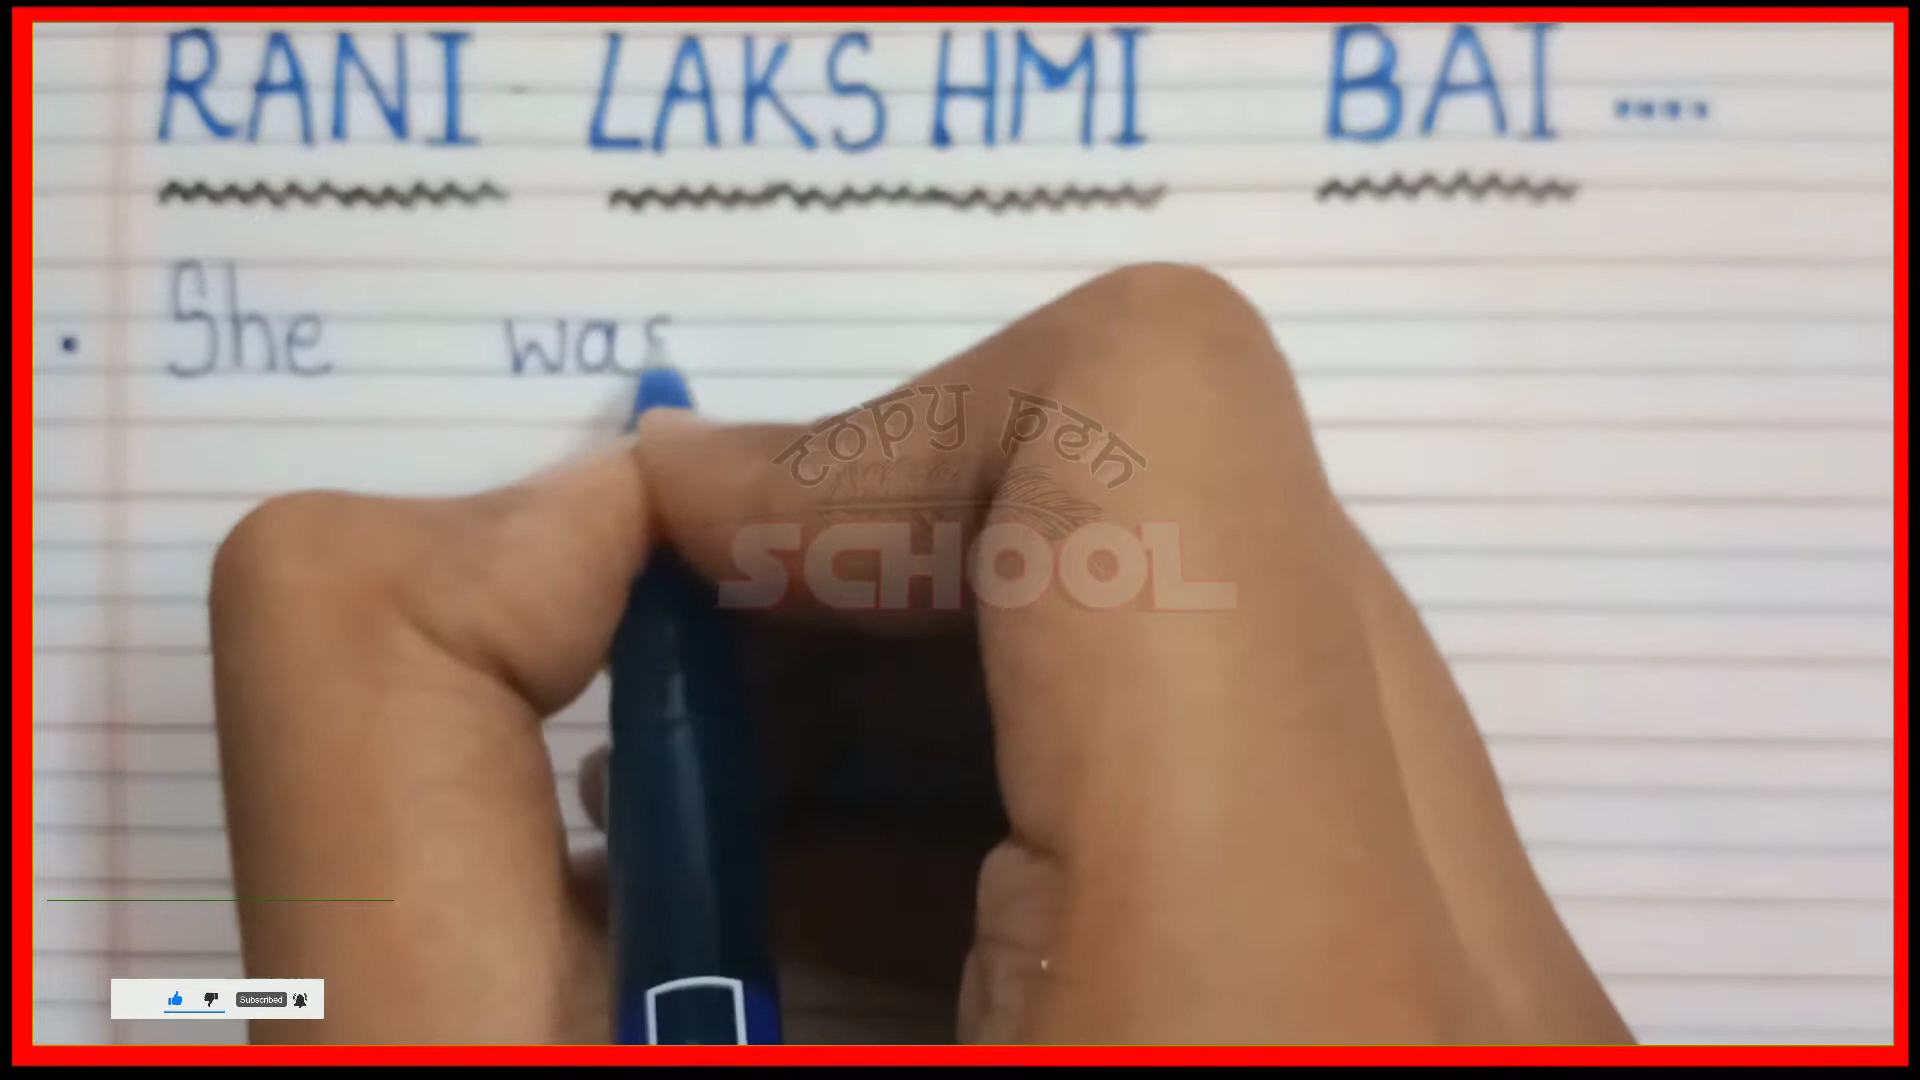 RANI LAKSHMI BAI ....
• She was
copy pen
SCHOOL
Subscribed